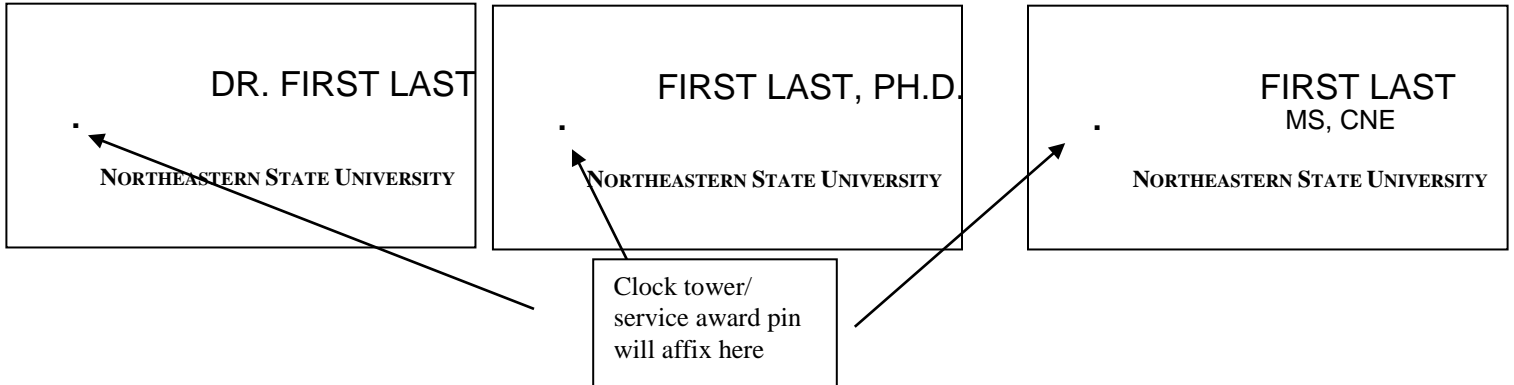 DR. FIRST LAST
.
NORTHEASTERN STATE UNIVERSITY
FIRST LAST, PH.D.
.
NORTHEASTERN STATE UNIVERSITY
FIRST LAST
MS, CNE
.
NORTHEASTERN STATE UNIVERSITY
Clock tower/
service award pin
will affix here